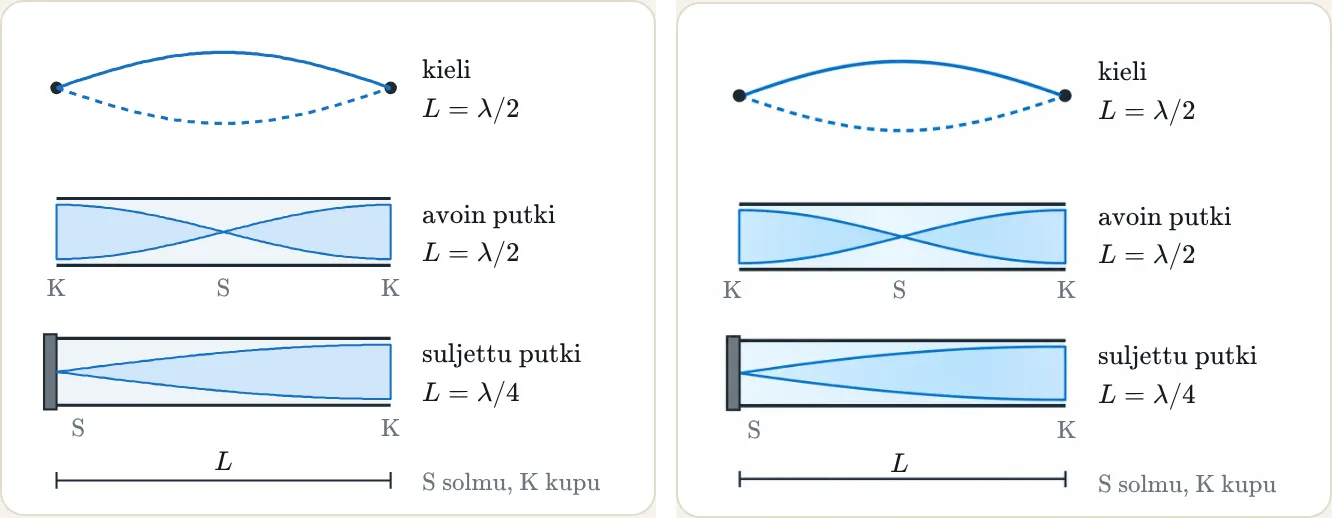 kieli
L = λ/2
avoin putki
L = λ/2
K S K
suljettu putki
L = λ/4
S K
L
S solmu, K kupu
kieli
L = λ/2
avoin putki
L = λ/2
K S K
suljettu putki
L = λ/4
S K
L
S solmu, K kupu